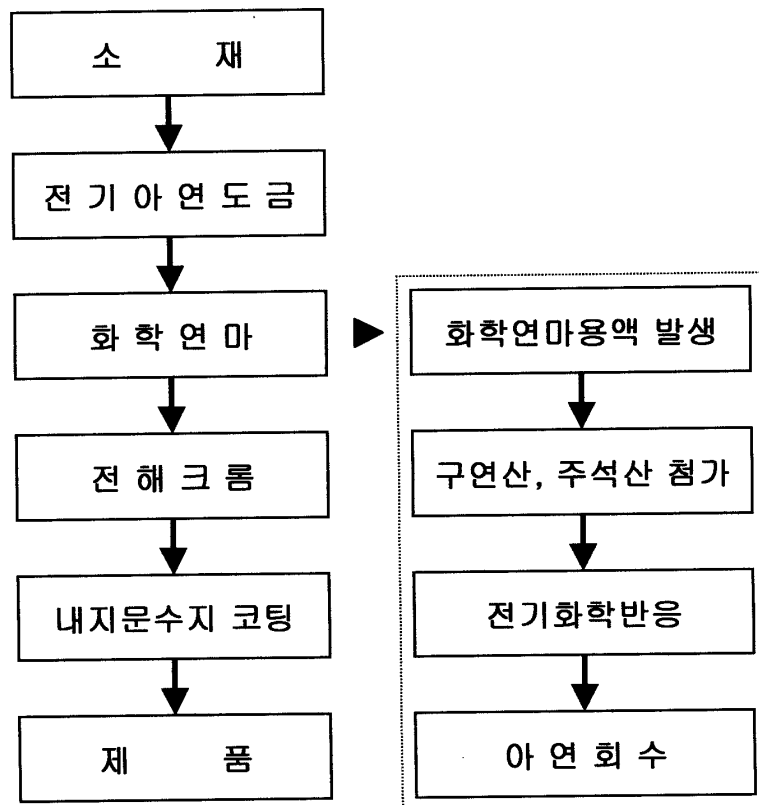 소 재
전 기 아 연 도 금
화 학 연 마
전 해 크 롬
내지문수지 코팅
제 품
화학연마용액 발생
구연산, 주석산 첨가
전기화학반응
아 연 회 수